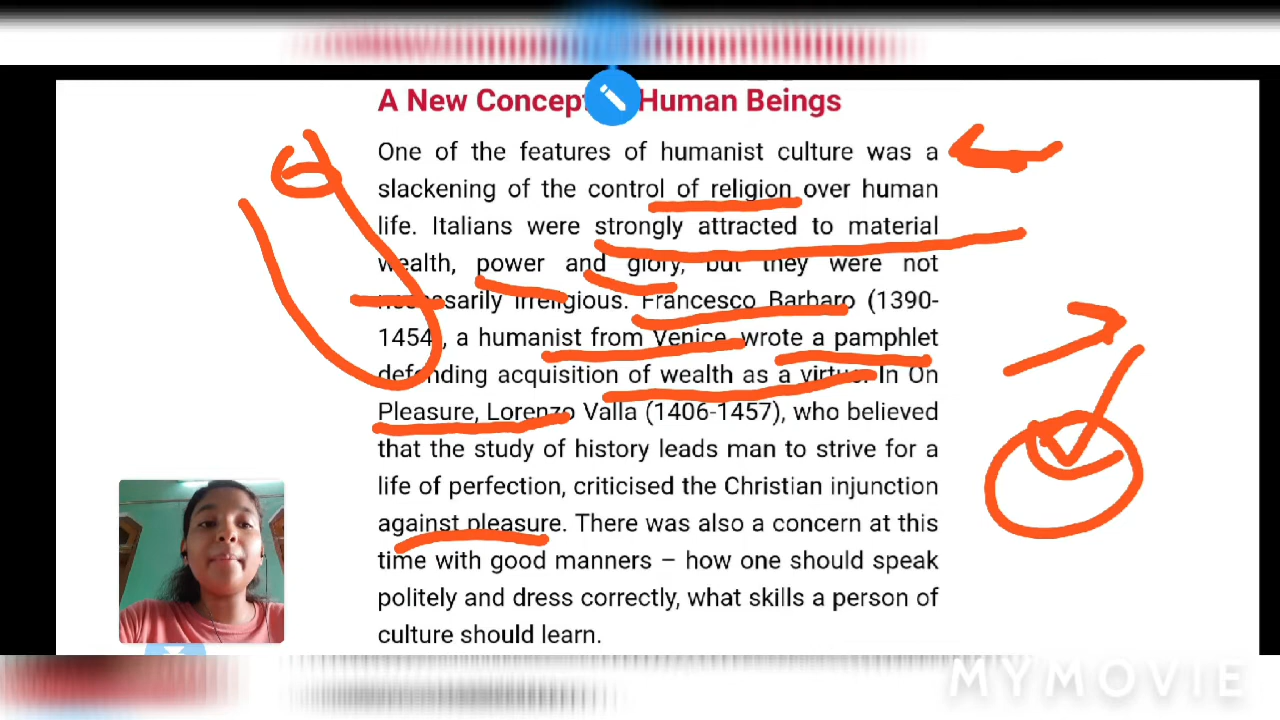 A New Concept Human Beings
One of the features of humanist culture was a
slackening of the control of religion over human
life. Italians were strongly attracted to material
wealth, power and glory, but they were not
necessarily irreligious. Francesco Barbaro (1390-
1454), a humanist from Venice, wrote a pamphlet
defending acquisition of wealth as a virtue. In On
Pleasure, Lorenzo Valla (1406-1457), who believed
that the study of history leads man to strive for a
life of perfection, criticised the Christian injunction
against pleasure. There was also a concern at this
time with good manners – how one should speak
politely and dress correctly, what skills a person of
culture should learn.
MYMOVIE